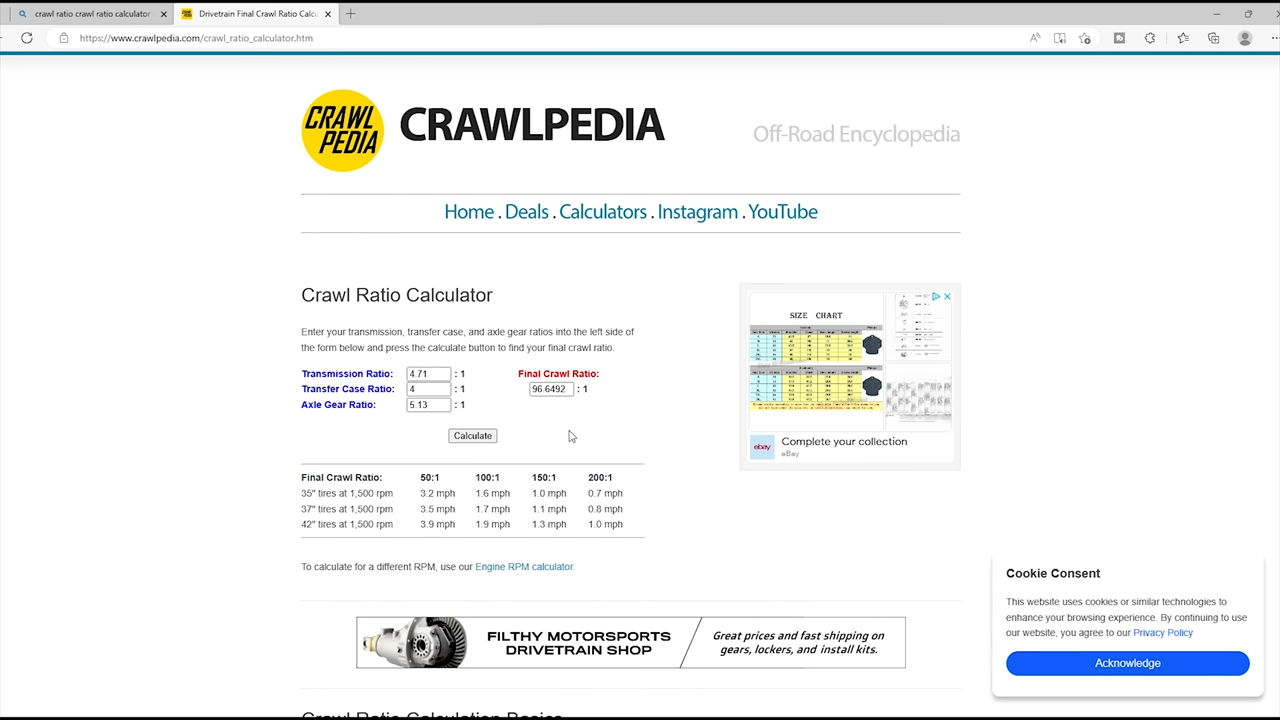 crawl ratio crawl ratio calculator
Drivetrain Final Crawl Ratio Calcu
https://www.crawlpedia.com/crawl_ratio_calculator.htm
CRAWL PEDIA
CRAWLPEDIA
Off-Road Encyclopedia
Home . Deals . Calculators . Instagram . YouTube
Crawl Ratio Calculator
Enter your transmission, transfer case, and axle gear ratios into the left side of
the form below and press the calculate button to find your final crawl ratio.
Transmission Ratio: 4.71 : 1 Final Crawl Ratio:
Transfer Case Ratio: 4 : 1 96.6492 : 1
Axle Gear Ratio: 5.13 : 1
Calculate
Final Crawl Ratio: 50:1 100:1 150:1 200:1
35" tires at 1,500 rpm 3.2 mph 1.6 mph 1.0 mph 0.7 mph
37" tires at 1,500 rpm 3.5 mph 1.7 mph 1.1 mph 0.8 mph
42" tires at 1,500 rpm 3.9 mph 1.9 mph 1.3 mph 1.0 mph
To calculate for a different RPM, use our Engine RPM calculator.
SIZE CHART
ebay
Complete your collection
eBay
FILTHY MOTORSPORTS
DRIVETRAIN SHOP
Great prices and fast shipping on
gears, lockers, and install kits.
Crawl Ratio Calculation Basics
Cookie Consent
This website uses cookies or similar technologies to
enhance your browsing experience. By continuing to use
our website, you agree to our Privacy Policy
Acknowledge